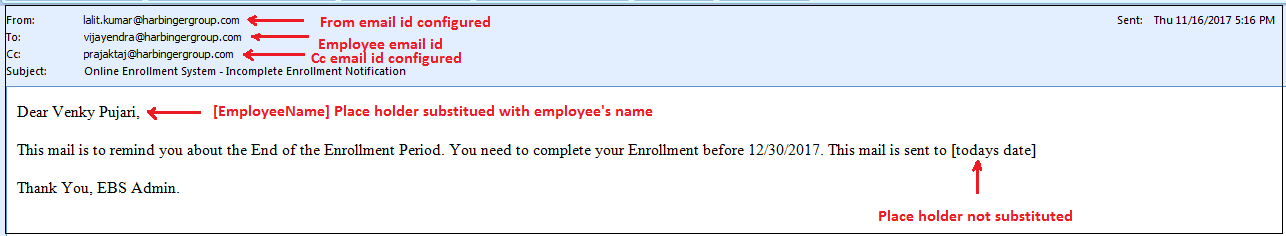 From: lalit.kumar@harbingergroup.com From email id configured Sent: Thu 11/16/2017 5:16 PM
To: vijayendra@harbingergroup.com Employee email id
Cc: prajaktaj@harbingergroup.com Cc email id configured
Subject: Online Enrollment System - Incomplete Enrollment Notification
Dear Venky Pujari, [EmployeeName] Place holder substitued with employee's name
This mail is to remind you about the End of the Enrollment Period. You need to complete your Enrollment before 12/30/2017. This mail is sent to [todays date]
Thank You, EBS Admin.
Place holder not substituted